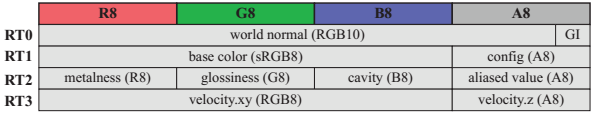 R8 G8 B8 A8
RT0 world normal (RGB10) GI
RT1 base color (sRGB8) config (A8)
RT2 metalness (R8) glossiness (G8) cavity (B8) aliased value (A8)
RT3 velocity.xy (RGB8) velocity.z (A8)